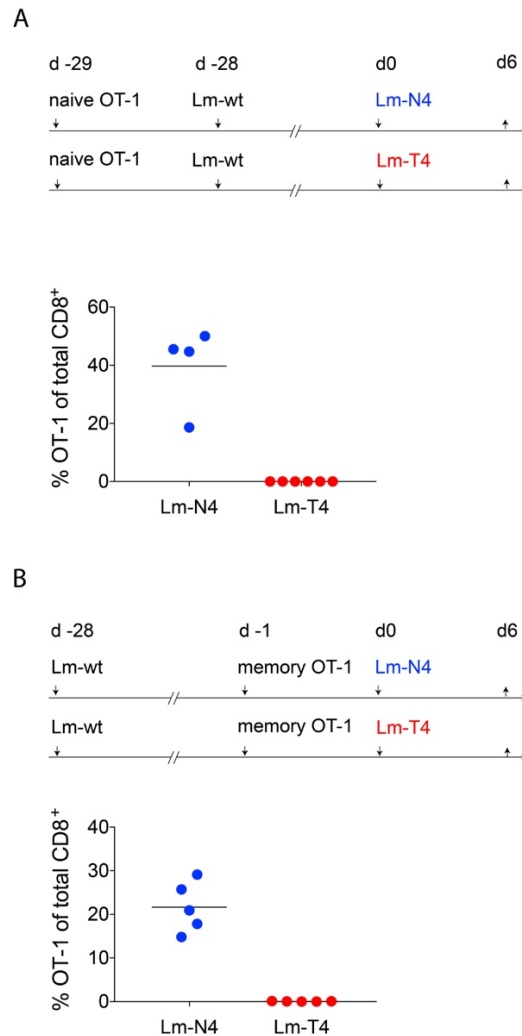 A
d -29 d -28 d0 d6
naive OT-1 Lm-wt Lm-N4
naive OT-1 Lm-wt Lm-T4
% OT-1 of total CD8⁺
60
40
20
0
Lm-N4 Lm-T4
B
d -28 d -1 d0 d6
Lm-wt memory OT-1 Lm-N4
Lm-wt memory OT-1 Lm-T4
% OT-1 of total CD8⁺
40
30
20
10
0
Lm-N4 Lm-T4